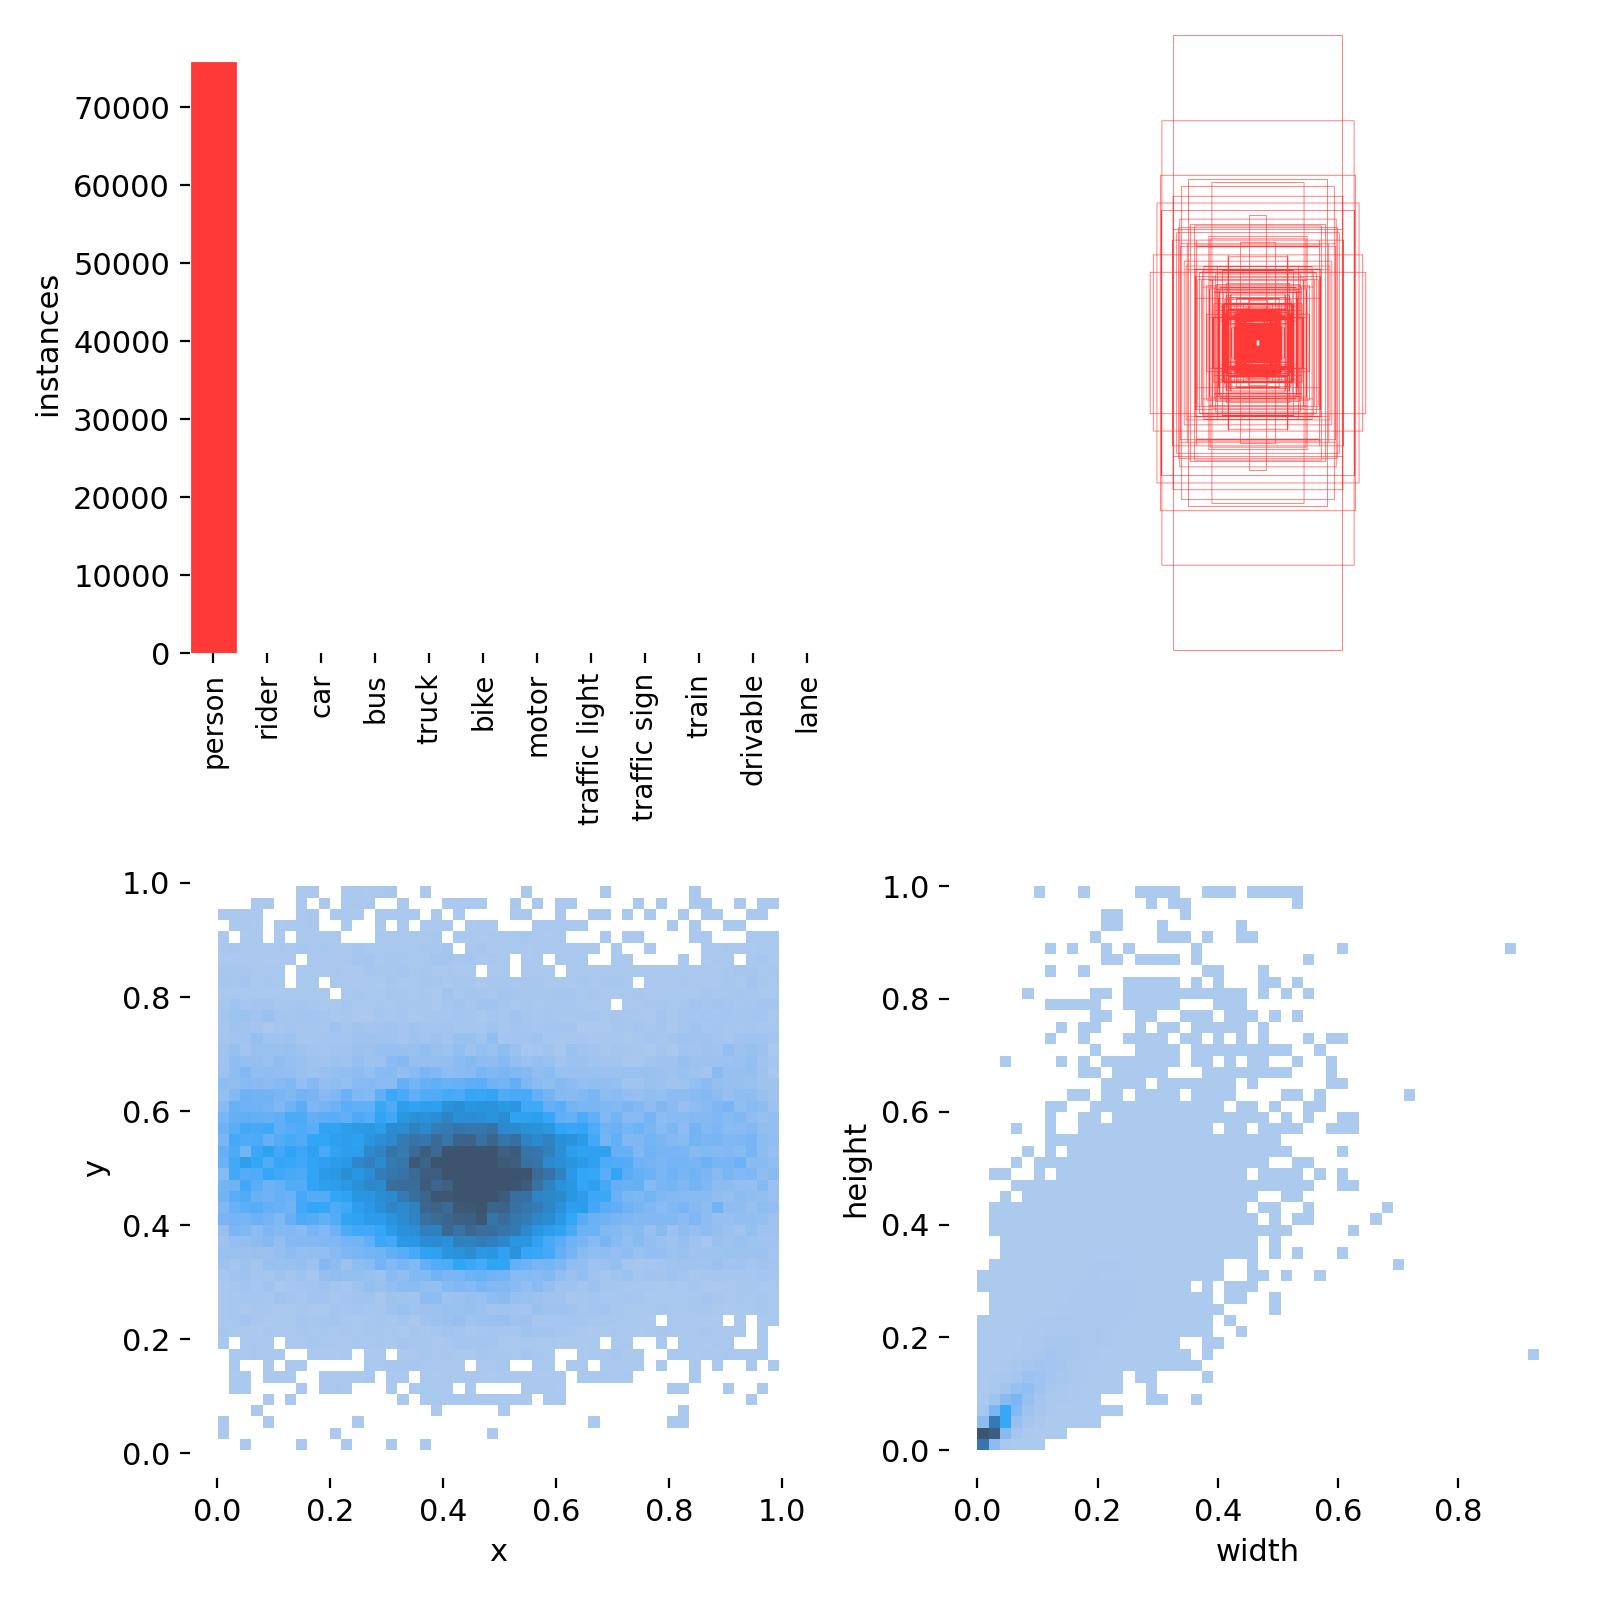 70000
60000
50000
40000
30000
20000
10000
0
instances
person
rider
car
bus
truck
bike
motor
traffic light
traffic sign
train
drivable
lane
1.0
0.8
0.6
0.4
0.2
0.0
y
0.0 0.2 0.4 0.6 0.8 1.0
x
1.0
0.8
0.6
0.4
0.2
0.0
height
0.0 0.2 0.4 0.6 0.8
width